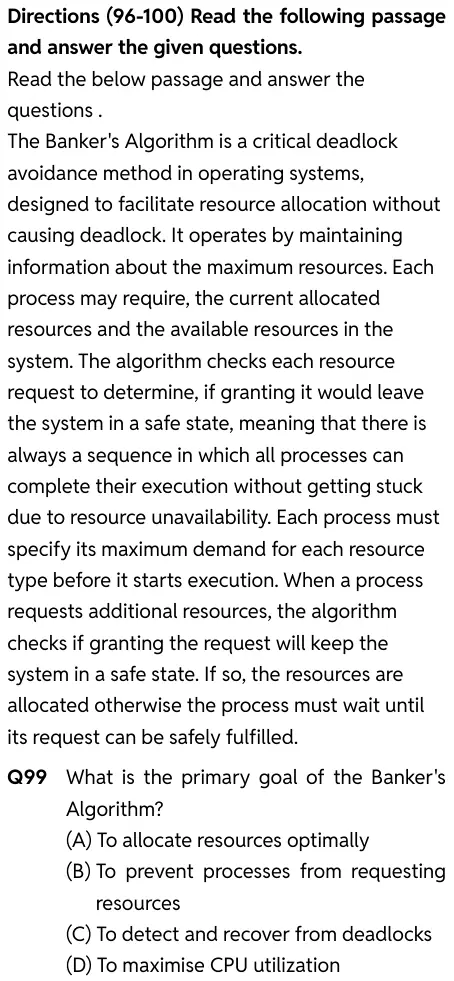 Directions (96-100) Read the following passage
and answer the given questions.
Read the below passage and answer the
questions .
The Banker's Algorithm is a critical deadlock
avoidance method in operating systems,
designed to facilitate resource allocation without
causing deadlock. It operates by maintaining
information about the maximum resources. Each
process may require, the current allocated
resources and the available resources in the
system. The algorithm checks each resource
request to determine, if granting it would leave
the system in a safe state, meaning that there is
always a sequence in which all processes can
complete their execution without getting stuck
due to resource unavailability. Each process must
specify its maximum demand for each resource
type before it starts execution. When a process
requests additional resources, the algorithm
checks if granting the request will keep the
system in a safe state. If so, the resources are
allocated otherwise the process must wait until
its request can be safely fulfilled.
Q99 What is the primary goal of the Banker's
Algorithm?
(A) To allocate resources optimally
(B) To prevent processes from requesting
resources
(C) To detect and recover from deadlocks
(D) To maximise CPU utilization